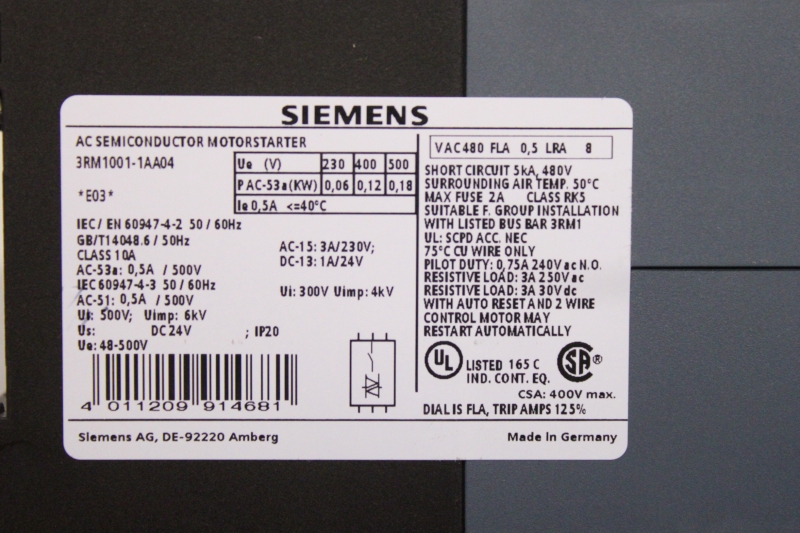 SIEMENS
AC SEMICONDUCTOR MOTORSTARTER
3RM1001-1AA04
*E03*
Ue (V) 230 400 500
P AC-53a(KW) 0,06 0,12 0,18
Ie 0,5A <=40°C
IEC/ EN 60947-4-2 50/60Hz
GB/T14048.6/ 50Hz
CLASS 10A
AC-53a: 0,5A / 500V
IEC 60947-4-3 50/60Hz
AC-51: 0,5A / 500V
Ui: 500V; Uimp: 6kV
Us: DC 24V ; IP20
Ue: 48-500V
AC-15: 3A/230V;
DC-13: 1A/24V
Ui: 300V Uimp: 4kV
4 011209 914681
VAC480 FLA 0,5 LRA 8
SHORT CIRCUIT 5kA, 480V
SURROUNDING AIR TEMP. 50°C
MAX FUSE 2A CLASS RK5
SUITABLE F. GROUP INSTALLATION
WITH LISTED BUS BAR 3RM1
UL: SCPD ACC. NEC
75°C CU WIRE ONLY
PILOT DUTY: 0,75A 240V ac N.O.
RESISTIVE LOAD: 3A 250V ac
RESISTIVE LOAD: 3A 30V dc
WITH AUTO RESET AND 2 WIRE
CONTROL MOTOR MAY
RESTART AUTOMATICALLY
UL LISTED 165 C
IND. CONT. EQ.
SA ®
CSA: 400V max.
DIAL IS FLA, TRIP AMPS 125%
Siemens AG, DE-92220 Amberg
Made in Germany